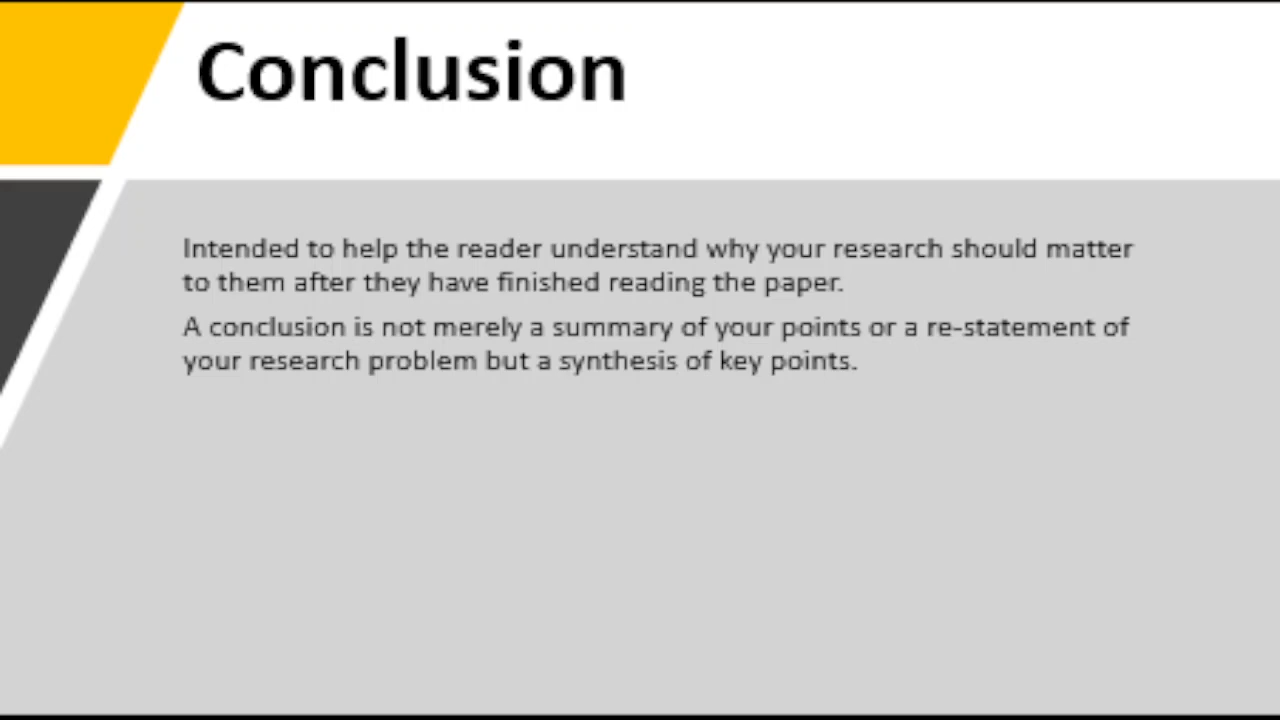 Conclusion
Intended to help the reader understand why your research should matter
to them after they have finished reading the paper.
A conclusion is not merely a summary of your points or a re-statement of
your research problem but a synthesis of key points.